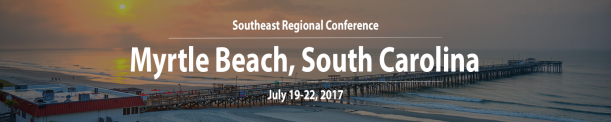 Southeast Regional Conference
Myrtle Beach, South Carolina
July 19-22, 2017